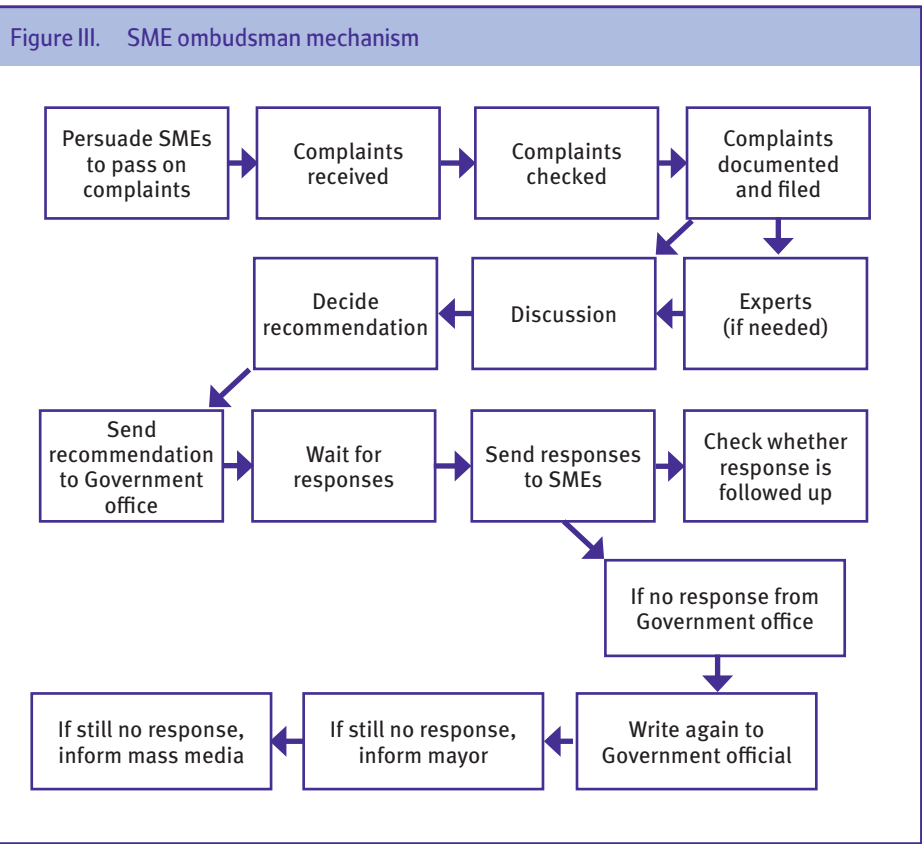 Figure III. SME ombudsman mechanism
Persuade SMEs
to pass on
complaints
Complaints
received
Complaints
checked
Complaints
documented
and filed
Decide
recommendation
Discussion
Experts
(if needed)
Send
recommendation
to Government
office
Wait for
responses
Send responses
to SMEs
Check whether
response is
followed up
If no response from
Government office
If still no response,
inform mass media
If still no response,
inform mayor
Write again to
Government official